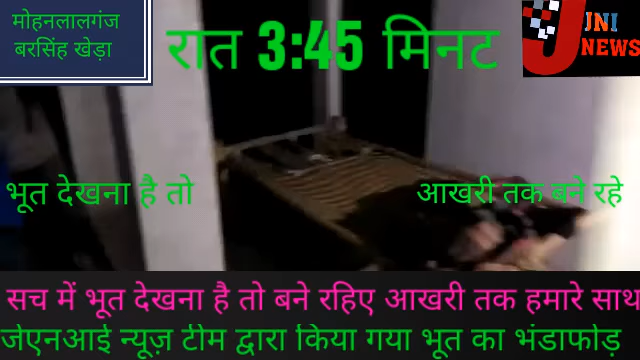 मोहनलालगंज
बरसिंह खेड़ा
रात 3:45 मिनट
JNI
NEWS
भूत देखना है तो
आखरी तक बने रहे
सच में भूत देखना है तो बने रहिए आखरी तक हमारे साथ
जेएनआई न्यूज़ टीम द्वारा किया गया भूत का भंडाफोड़